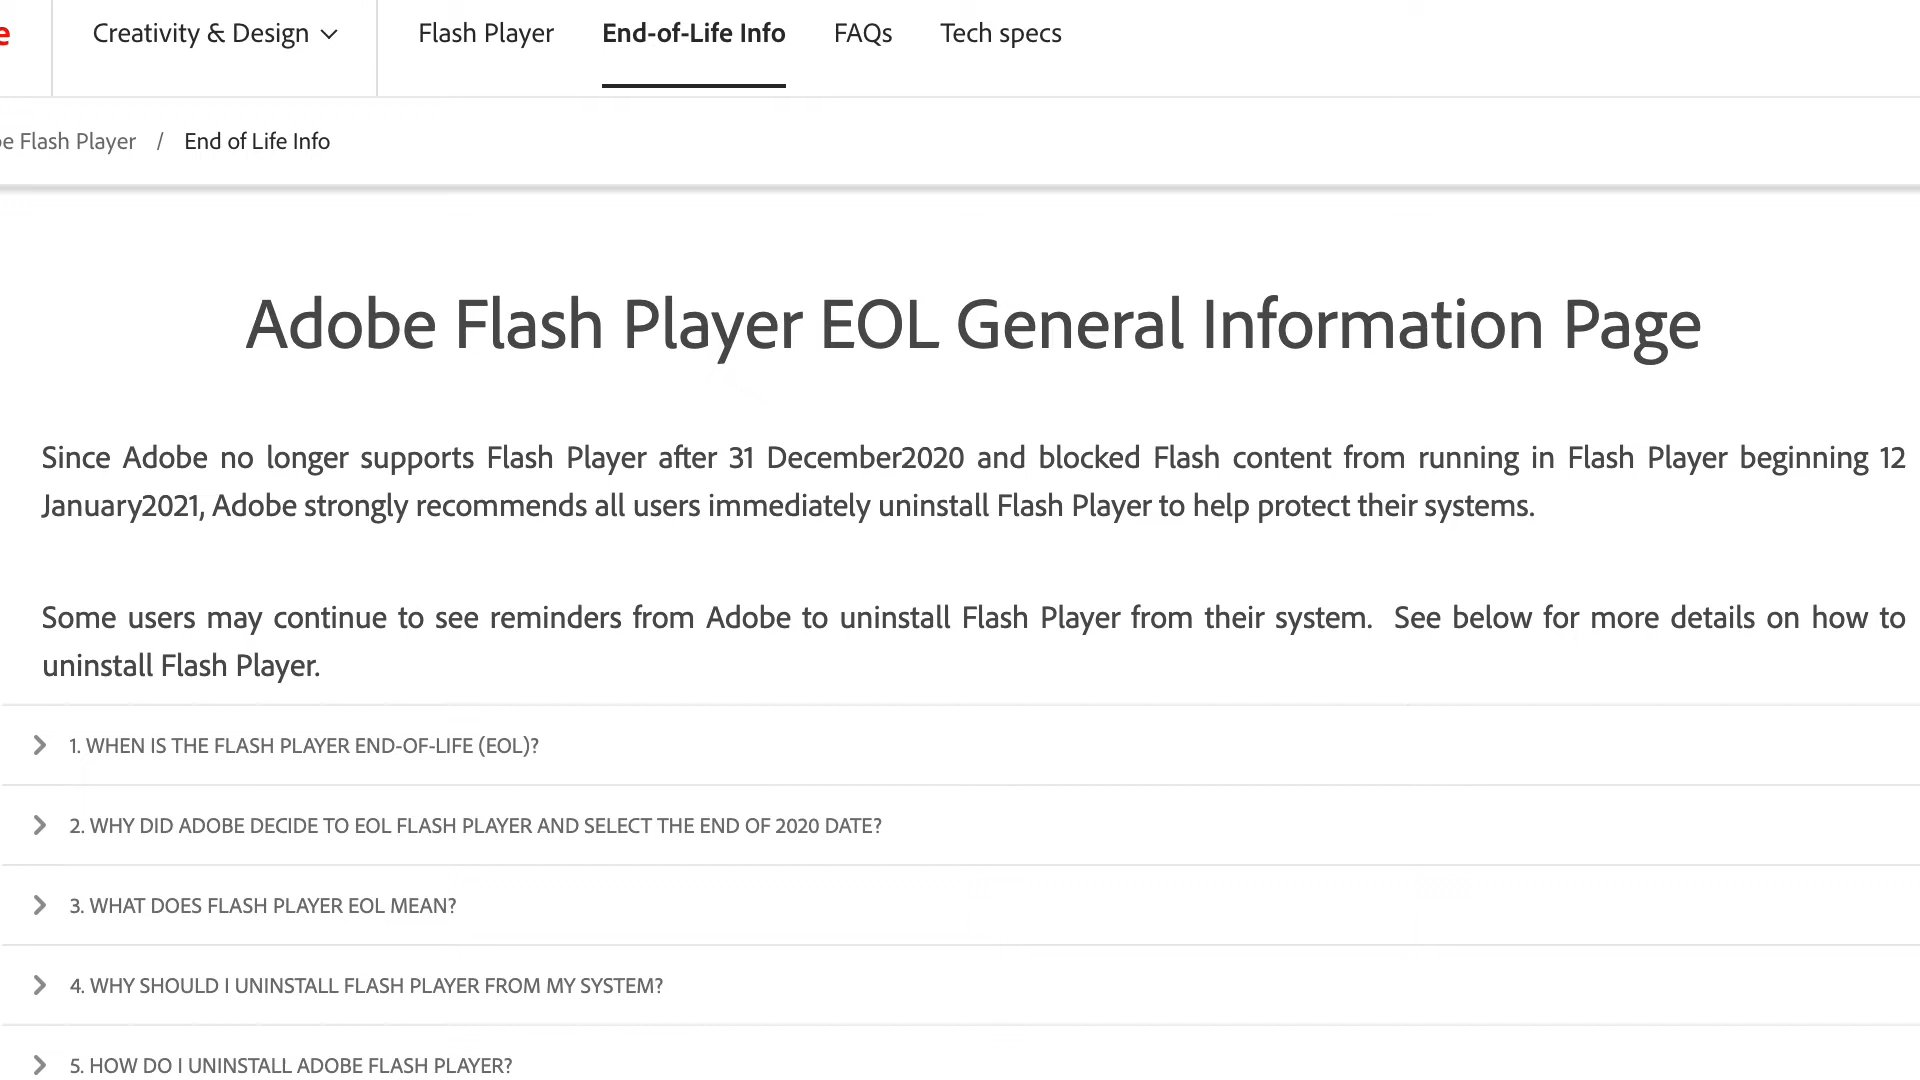 Creativity & Design Flash Player End-of-Life Info FAQs Tech specs
Flash Player / End of Life Info
Adobe Flash Player EOL General Information Page
Since Adobe no longer supports Flash Player after 31 December2020 and blocked Flash content from running in Flash Player beginning 12
January2021, Adobe strongly recommends all users immediately uninstall Flash Player to help protect their systems.
Some users may continue to see reminders from Adobe to uninstall Flash Player from their system. See below for more details on how to
uninstall Flash Player.
1. WHEN IS THE FLASH PLAYER END-OF-LIFE (EOL)?
2. WHY DID ADOBE DECIDE TO EOL FLASH PLAYER AND SELECT THE END OF 2020 DATE?
3. WHAT DOES FLASH PLAYER EOL MEAN?
4. WHY SHOULD I UNINSTALL FLASH PLAYER FROM MY SYSTEM?
5. HOW DO I UNINSTALL ADOBE FLASH PLAYER?